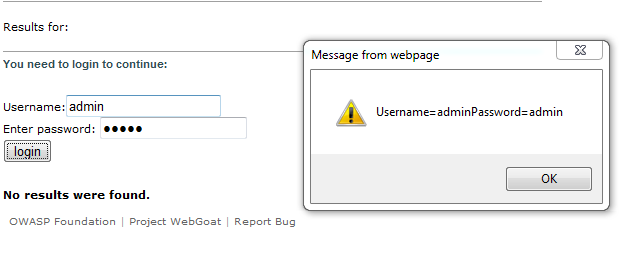 Results for:
You need to login to continue:
Username: admin
Enter password: •••••
login
No results were found.
OWASP Foundation | Project WebGoat | Report Bug
Message from webpage
Username=adminPassword=admin
OK